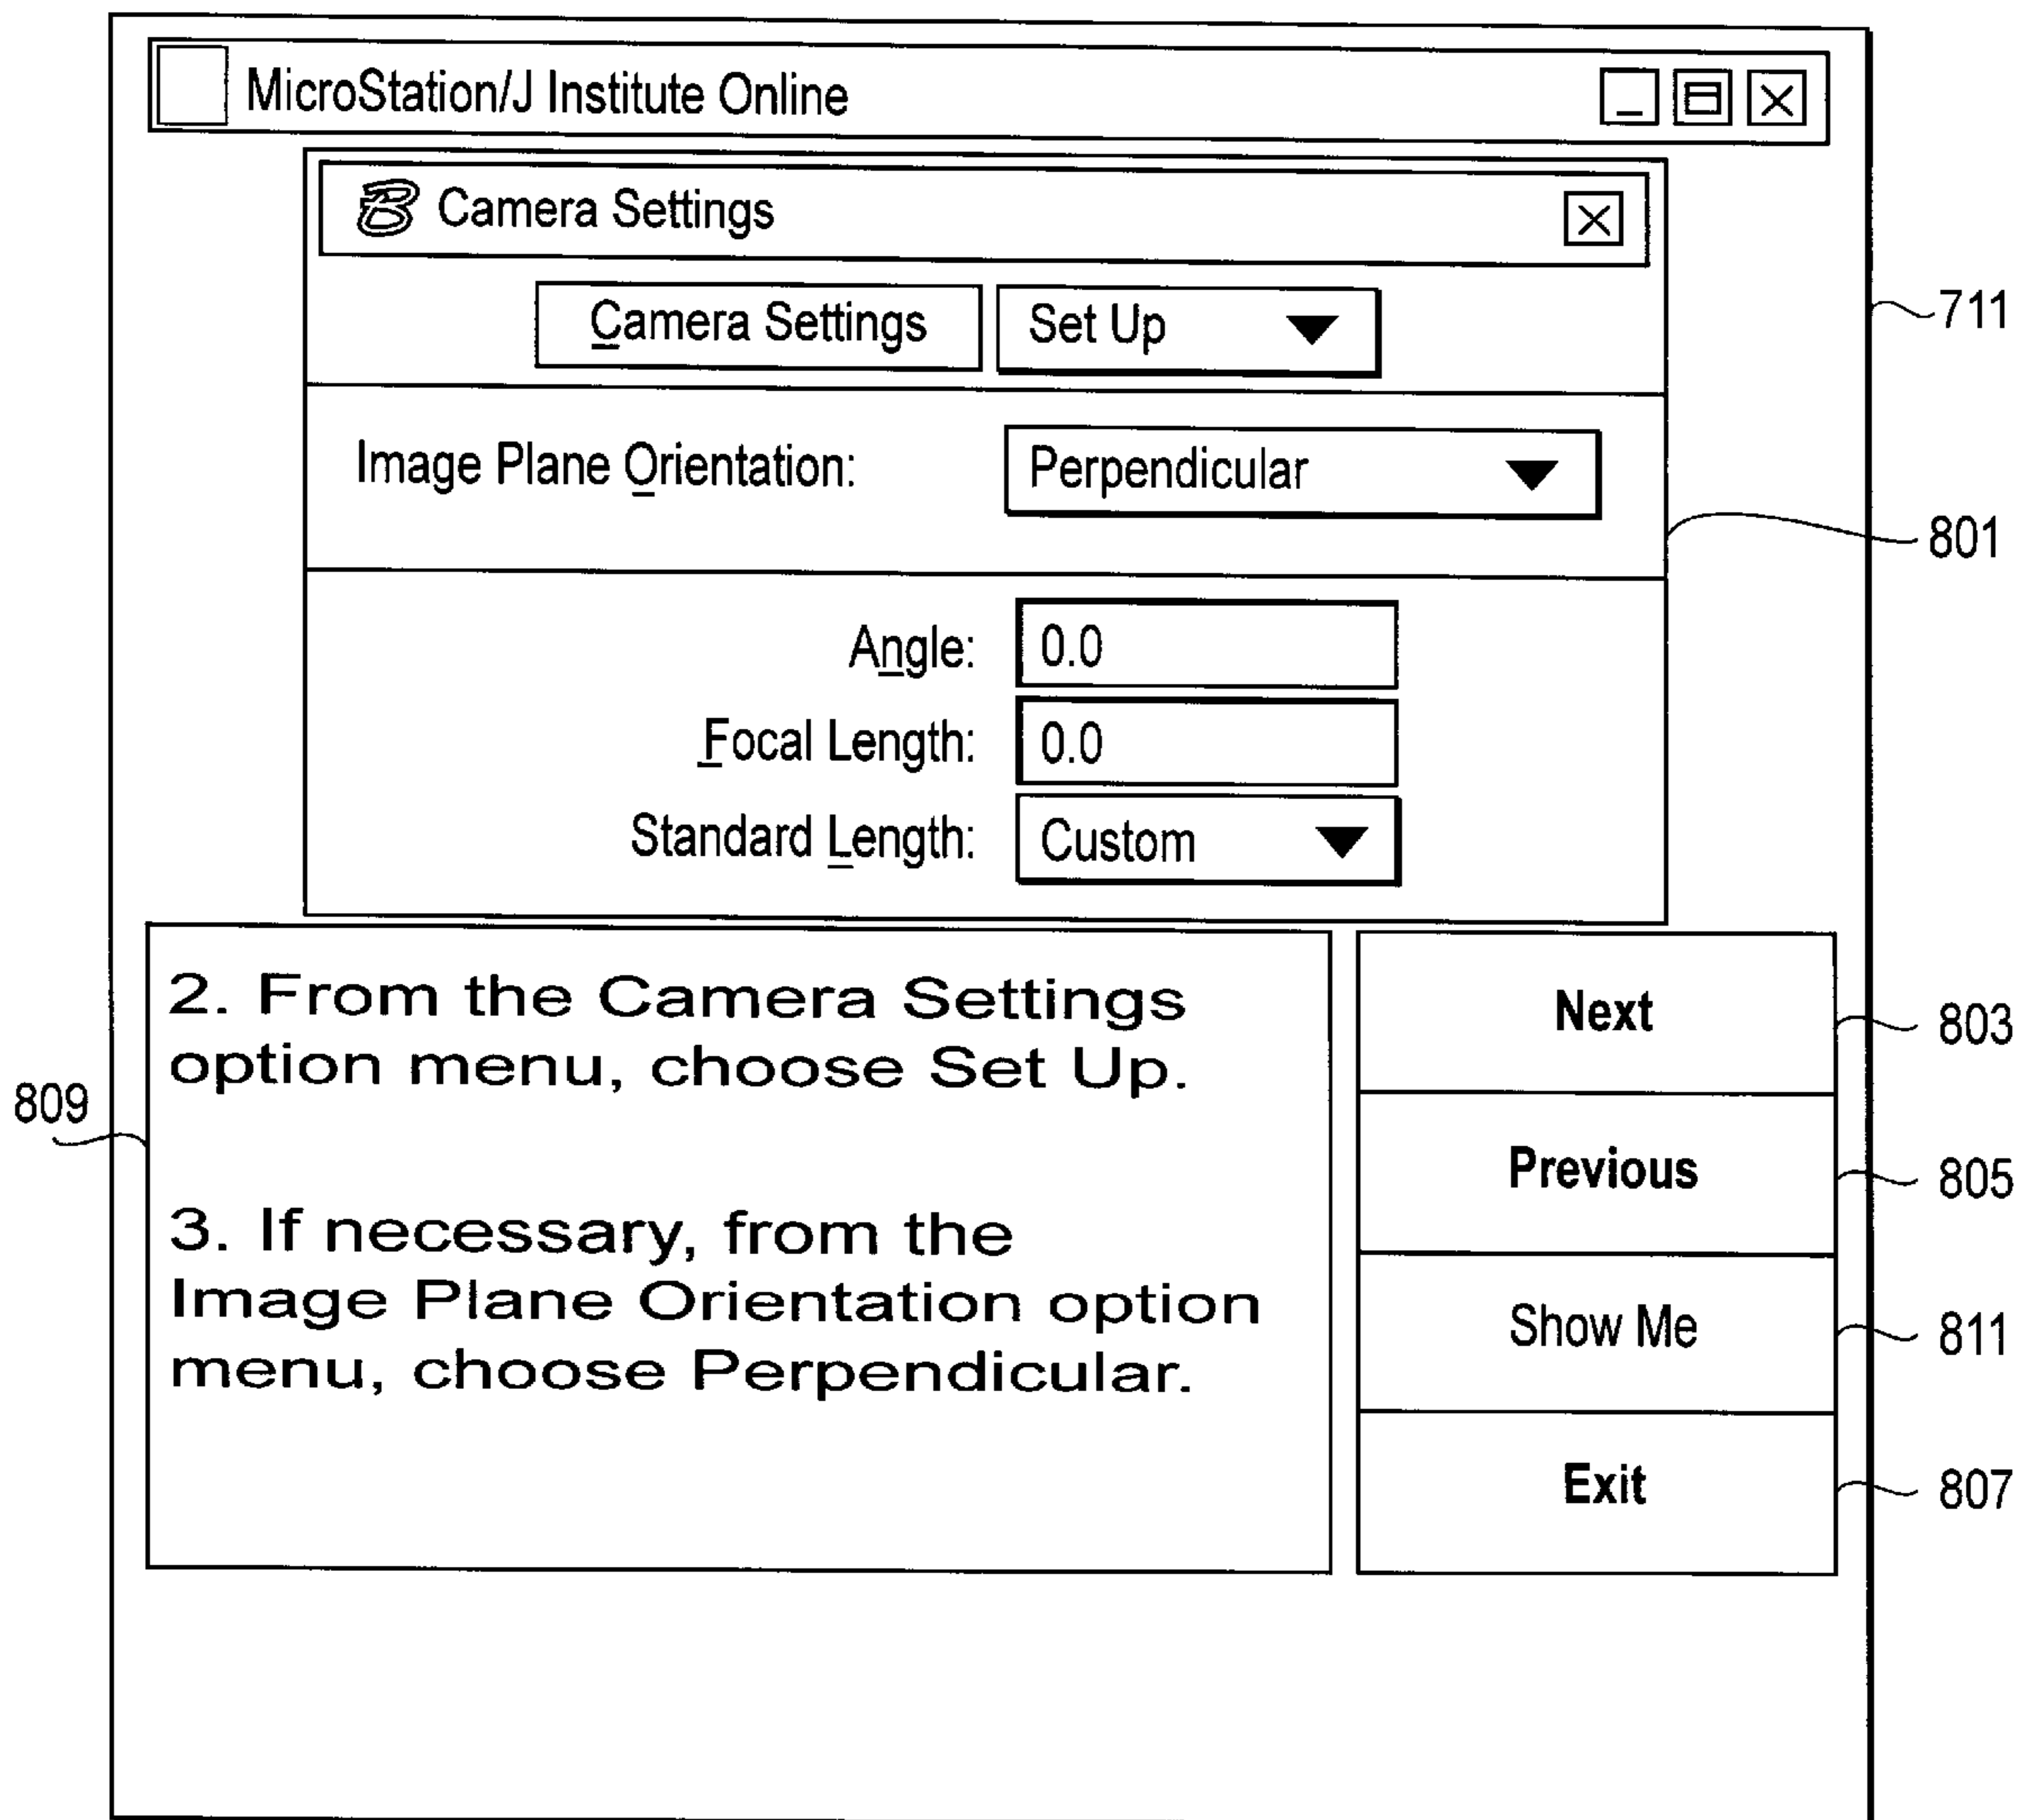 MicroStation/J Institute Online
Camera Settings
Camera Settings Set Up
711
Image Plane Orientation: Perpendicular
801
Angle: 0.0
Focal Length: 0.0
Standard Length: Custom
2. From the Camera Settings
option menu, choose Set Up.
809
3. If necessary, from the
Image Plane Orientation option
menu, choose Perpendicular.
Next 803
Previous 805
Show Me 811
Exit 807